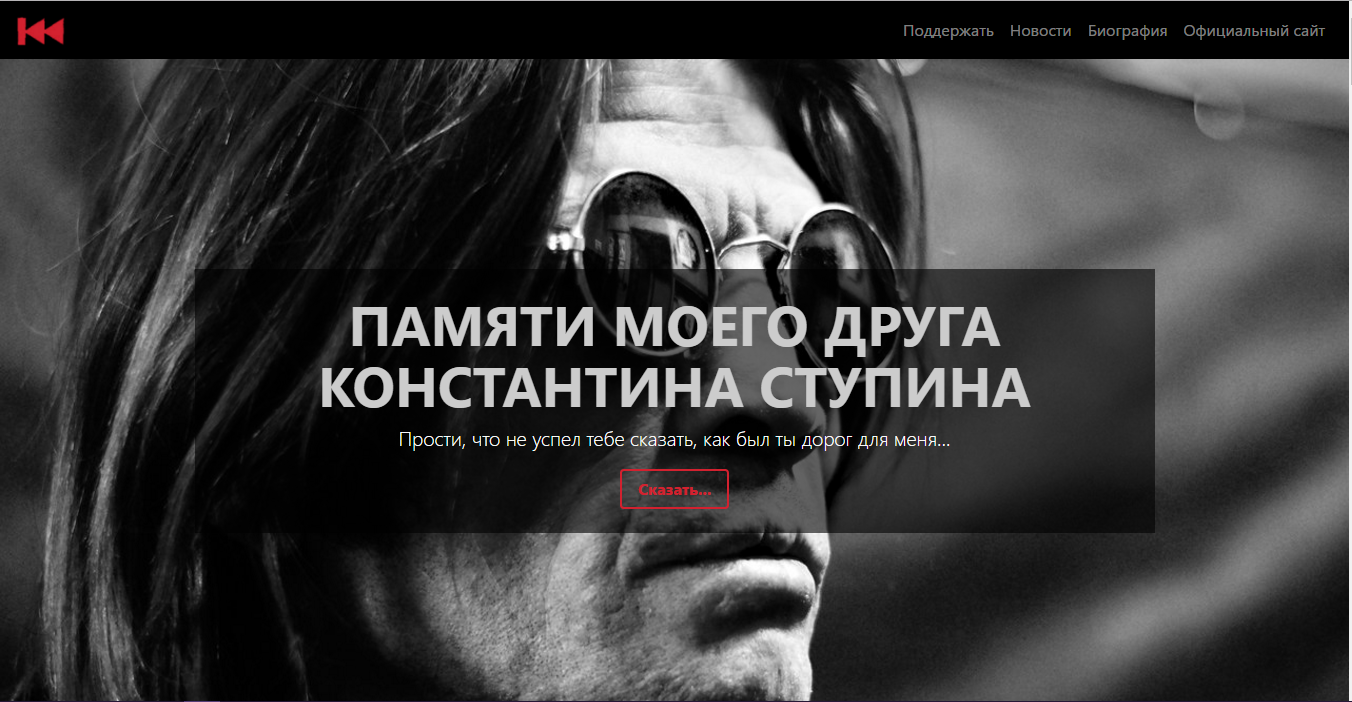 Поддержать Новости Биография Официальный сайт
ПАМЯТИ МОЕГО ДРУГА
КОНСТАНТИНА СТУПИНА
Прости, что не успел тебе сказать, как был ты дорог для меня...
Сказать...